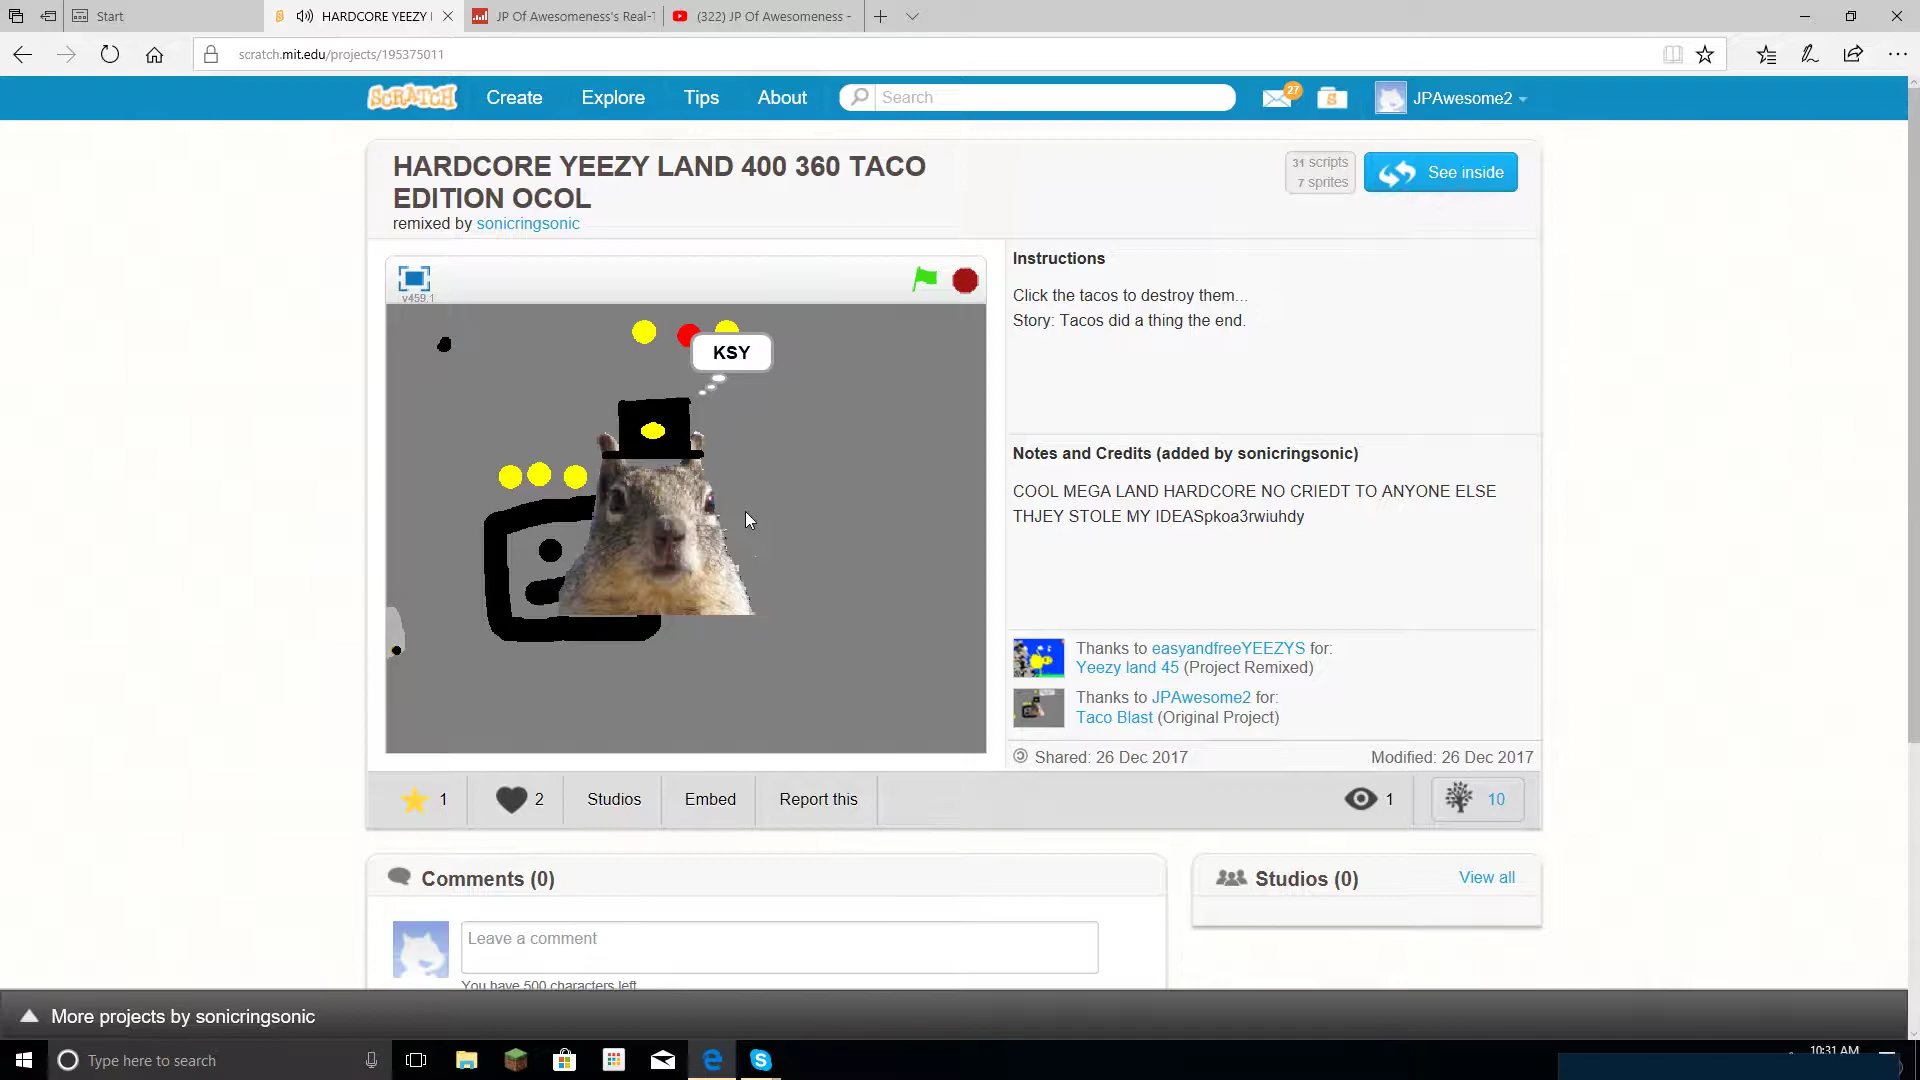 Start
HARDCORE YEEZY
JP Of Awesomeness's Real-T
(322) JP Of Awesomeness -
scratch.mit.edu/projects/195375011
SCRATCH
Create
Explore
Tips
About
Search
27
JPAwesome2
HARDCORE YEEZY LAND 400 360 TACO
EDITION OCOL
remixed by sonicringsonic
31 scripts
7 sprites
See inside
v459.1
KSY
Instructions
Click the tacos to destroy them...
Story: Tacos did a thing the end.
Notes and Credits (added by sonicringsonic)
COOL MEGA LAND HARDCORE NO CRIEDT TO ANYONE ELSE
THJEY STOLE MY IDEASpkoa3rwiuhdy
Thanks to easyandfreeYEEZYS for:
Yeezy land 45 (Project Remixed)
Thanks to JPAwesome2 for:
Taco Blast (Original Project)
Shared: 26 Dec 2017
Modified: 26 Dec 2017
1
2
Studios
Embed
Report this
1
10
Comments (0)
Studios (0)
View all
Leave a comment
You have 500 characters left
More projects by sonicringsonic
Type here to search
10:31 AM